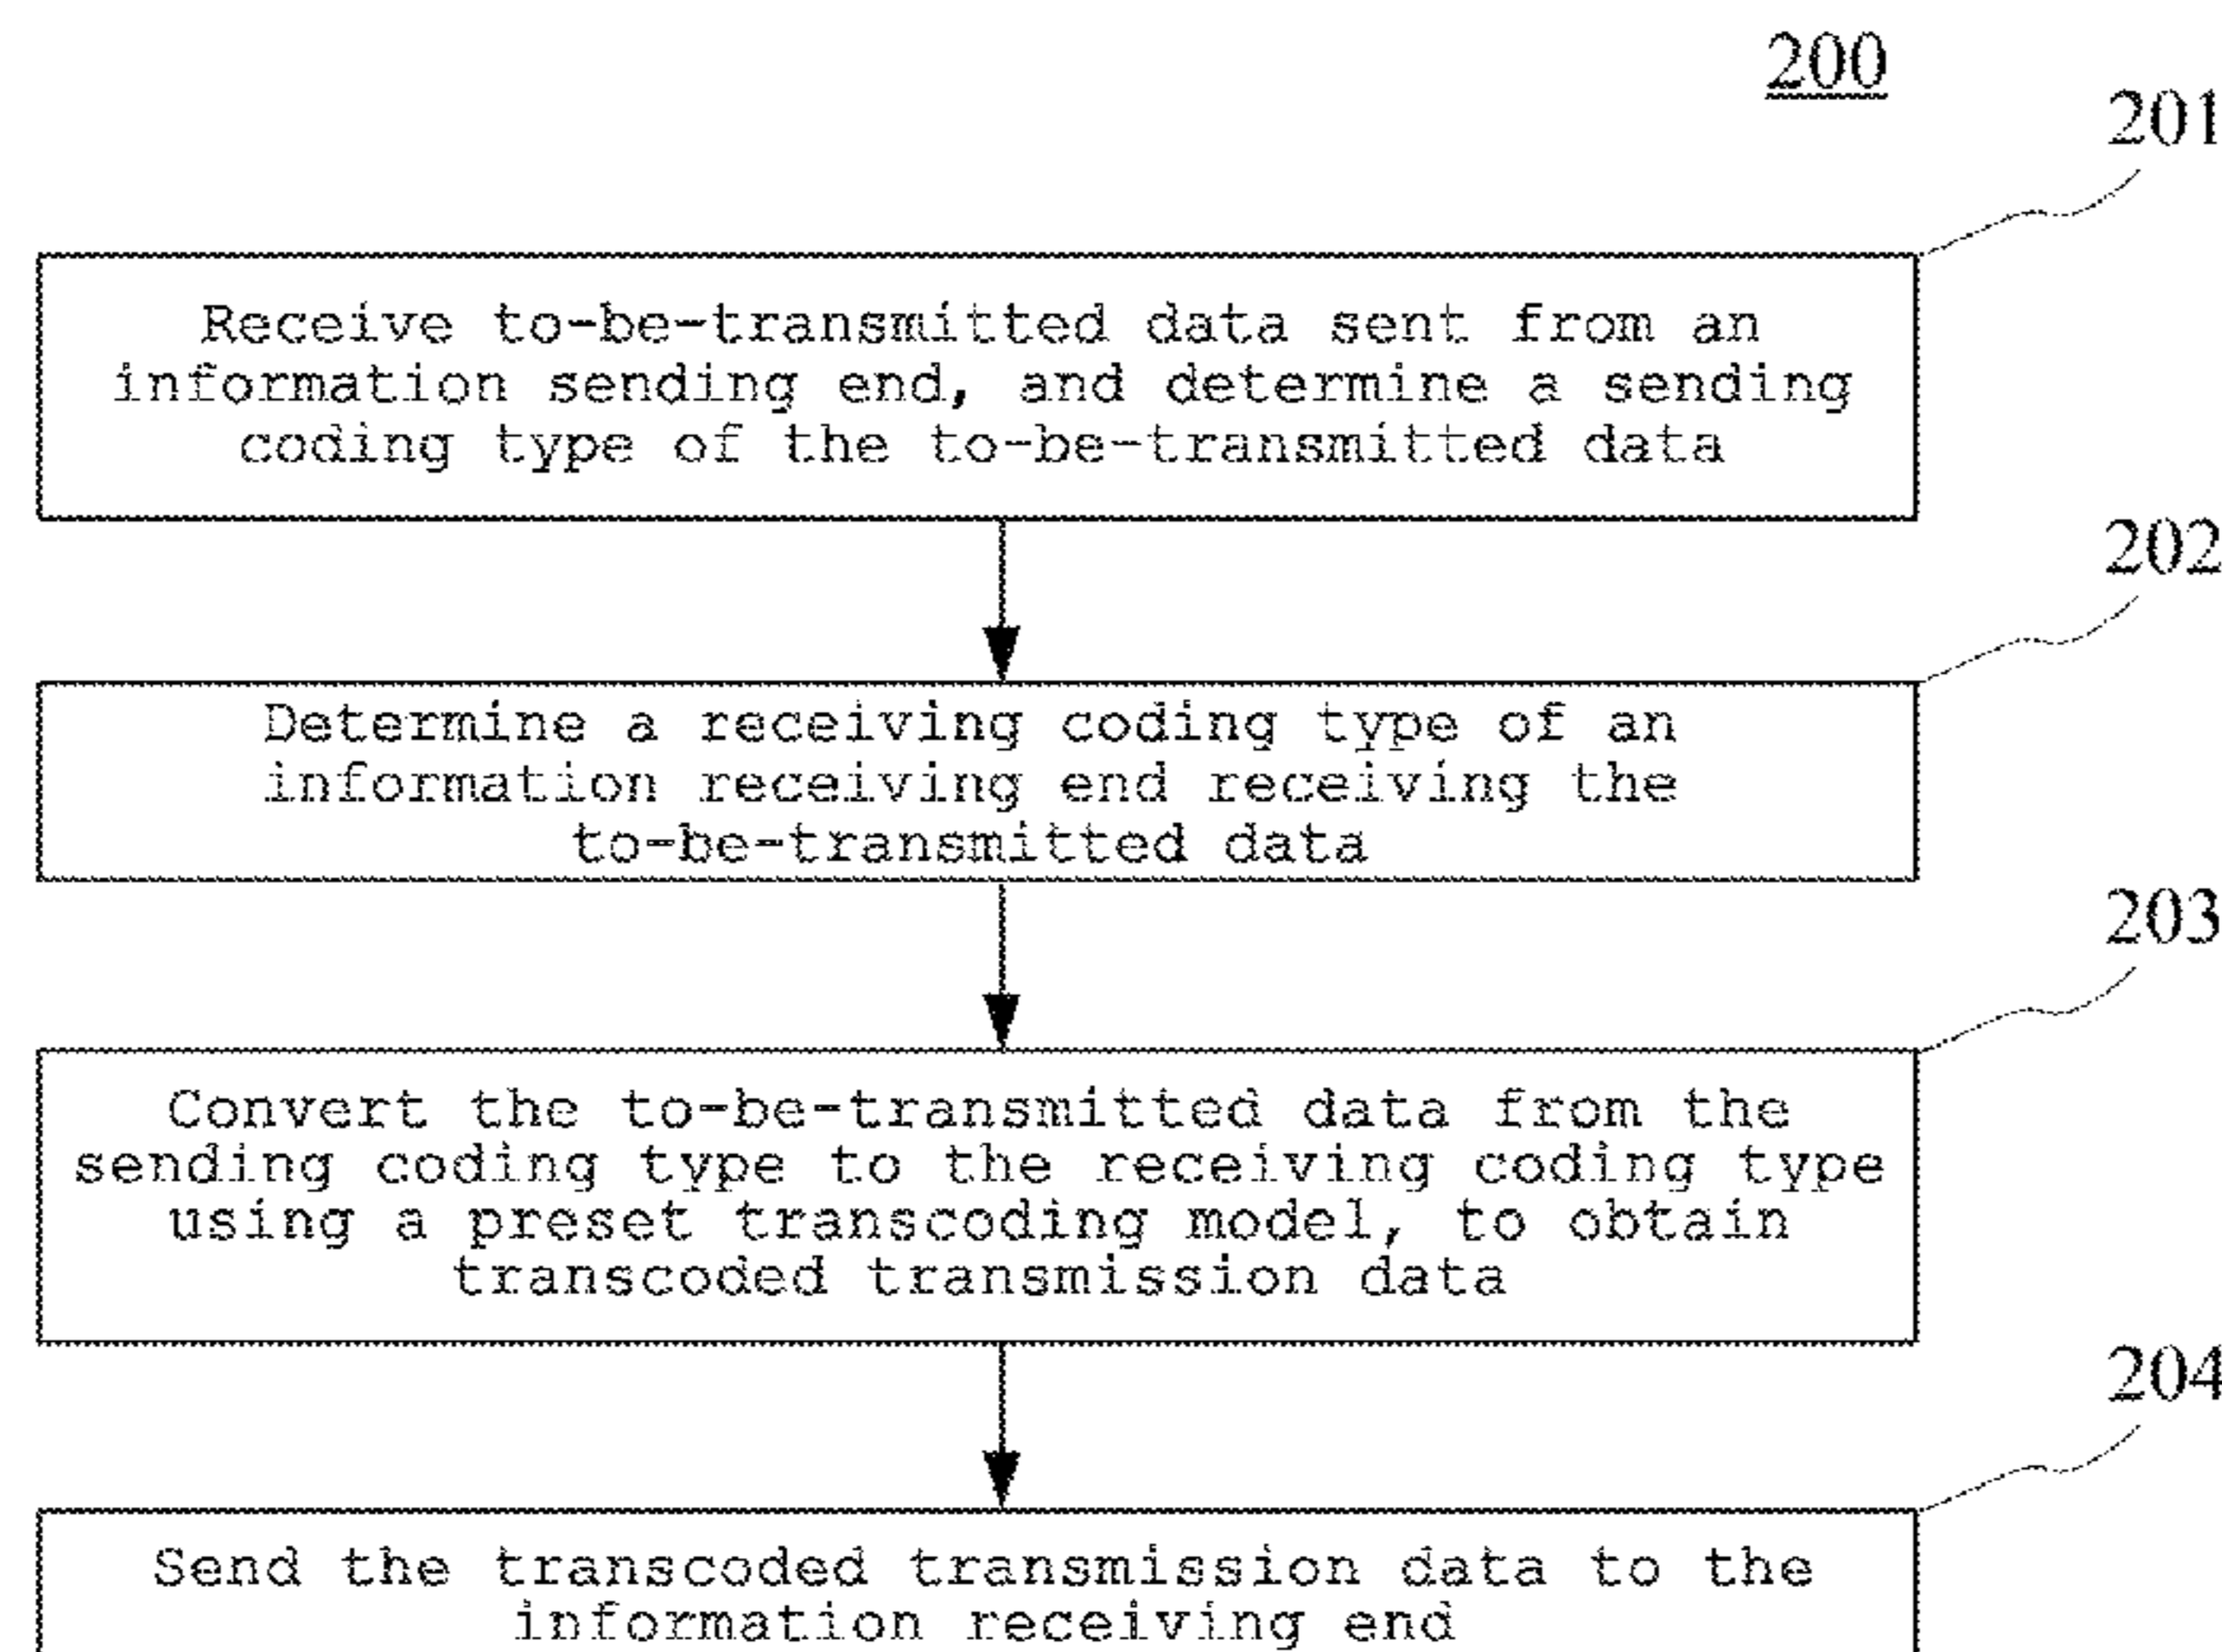 200
201
Receive to-be-transmitted data sent from an
information sending end, and determine a sending
coding type of the to-be-transmitted data
202
Determine a receiving coding type of an
information receiving end receiving the
to-be-transmitted data
203
Convert the to-be-transmitted data from the
sending coding type to the receiving coding type
using a preset transcoding model, to obtain
transcoded transmission data
204
Send the transcoded transmission data to the
information receiving end